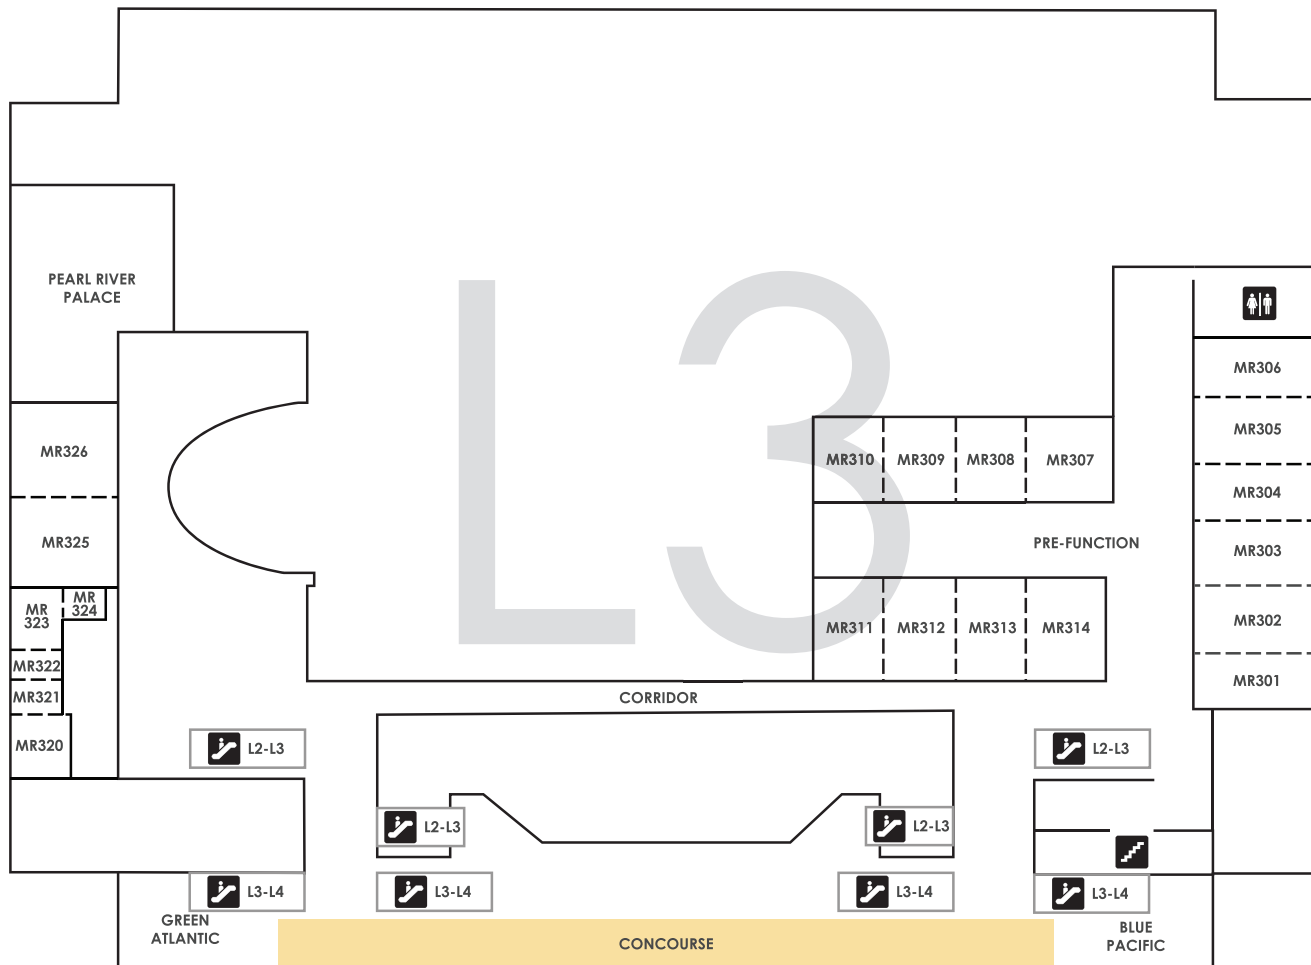 L3
PEARL RIVER
PALACE
MR306
MR305
MR326
MR310
MR309
MR308
MR307
MR304
MR325
PRE-FUNCTION
MR303
MR
324
MR
323
MR302
MR311
MR312
MR313
MR314
MR322
MR301
MR321
CORRIDOR
MR320
L2-L3
L2-L3
L2-L3
L2-L3
L3-L4
L3-L4
L3-L4
L3-L4
GREEN
ATLANTIC
BLUE
PACIFIC
CONCOURSE